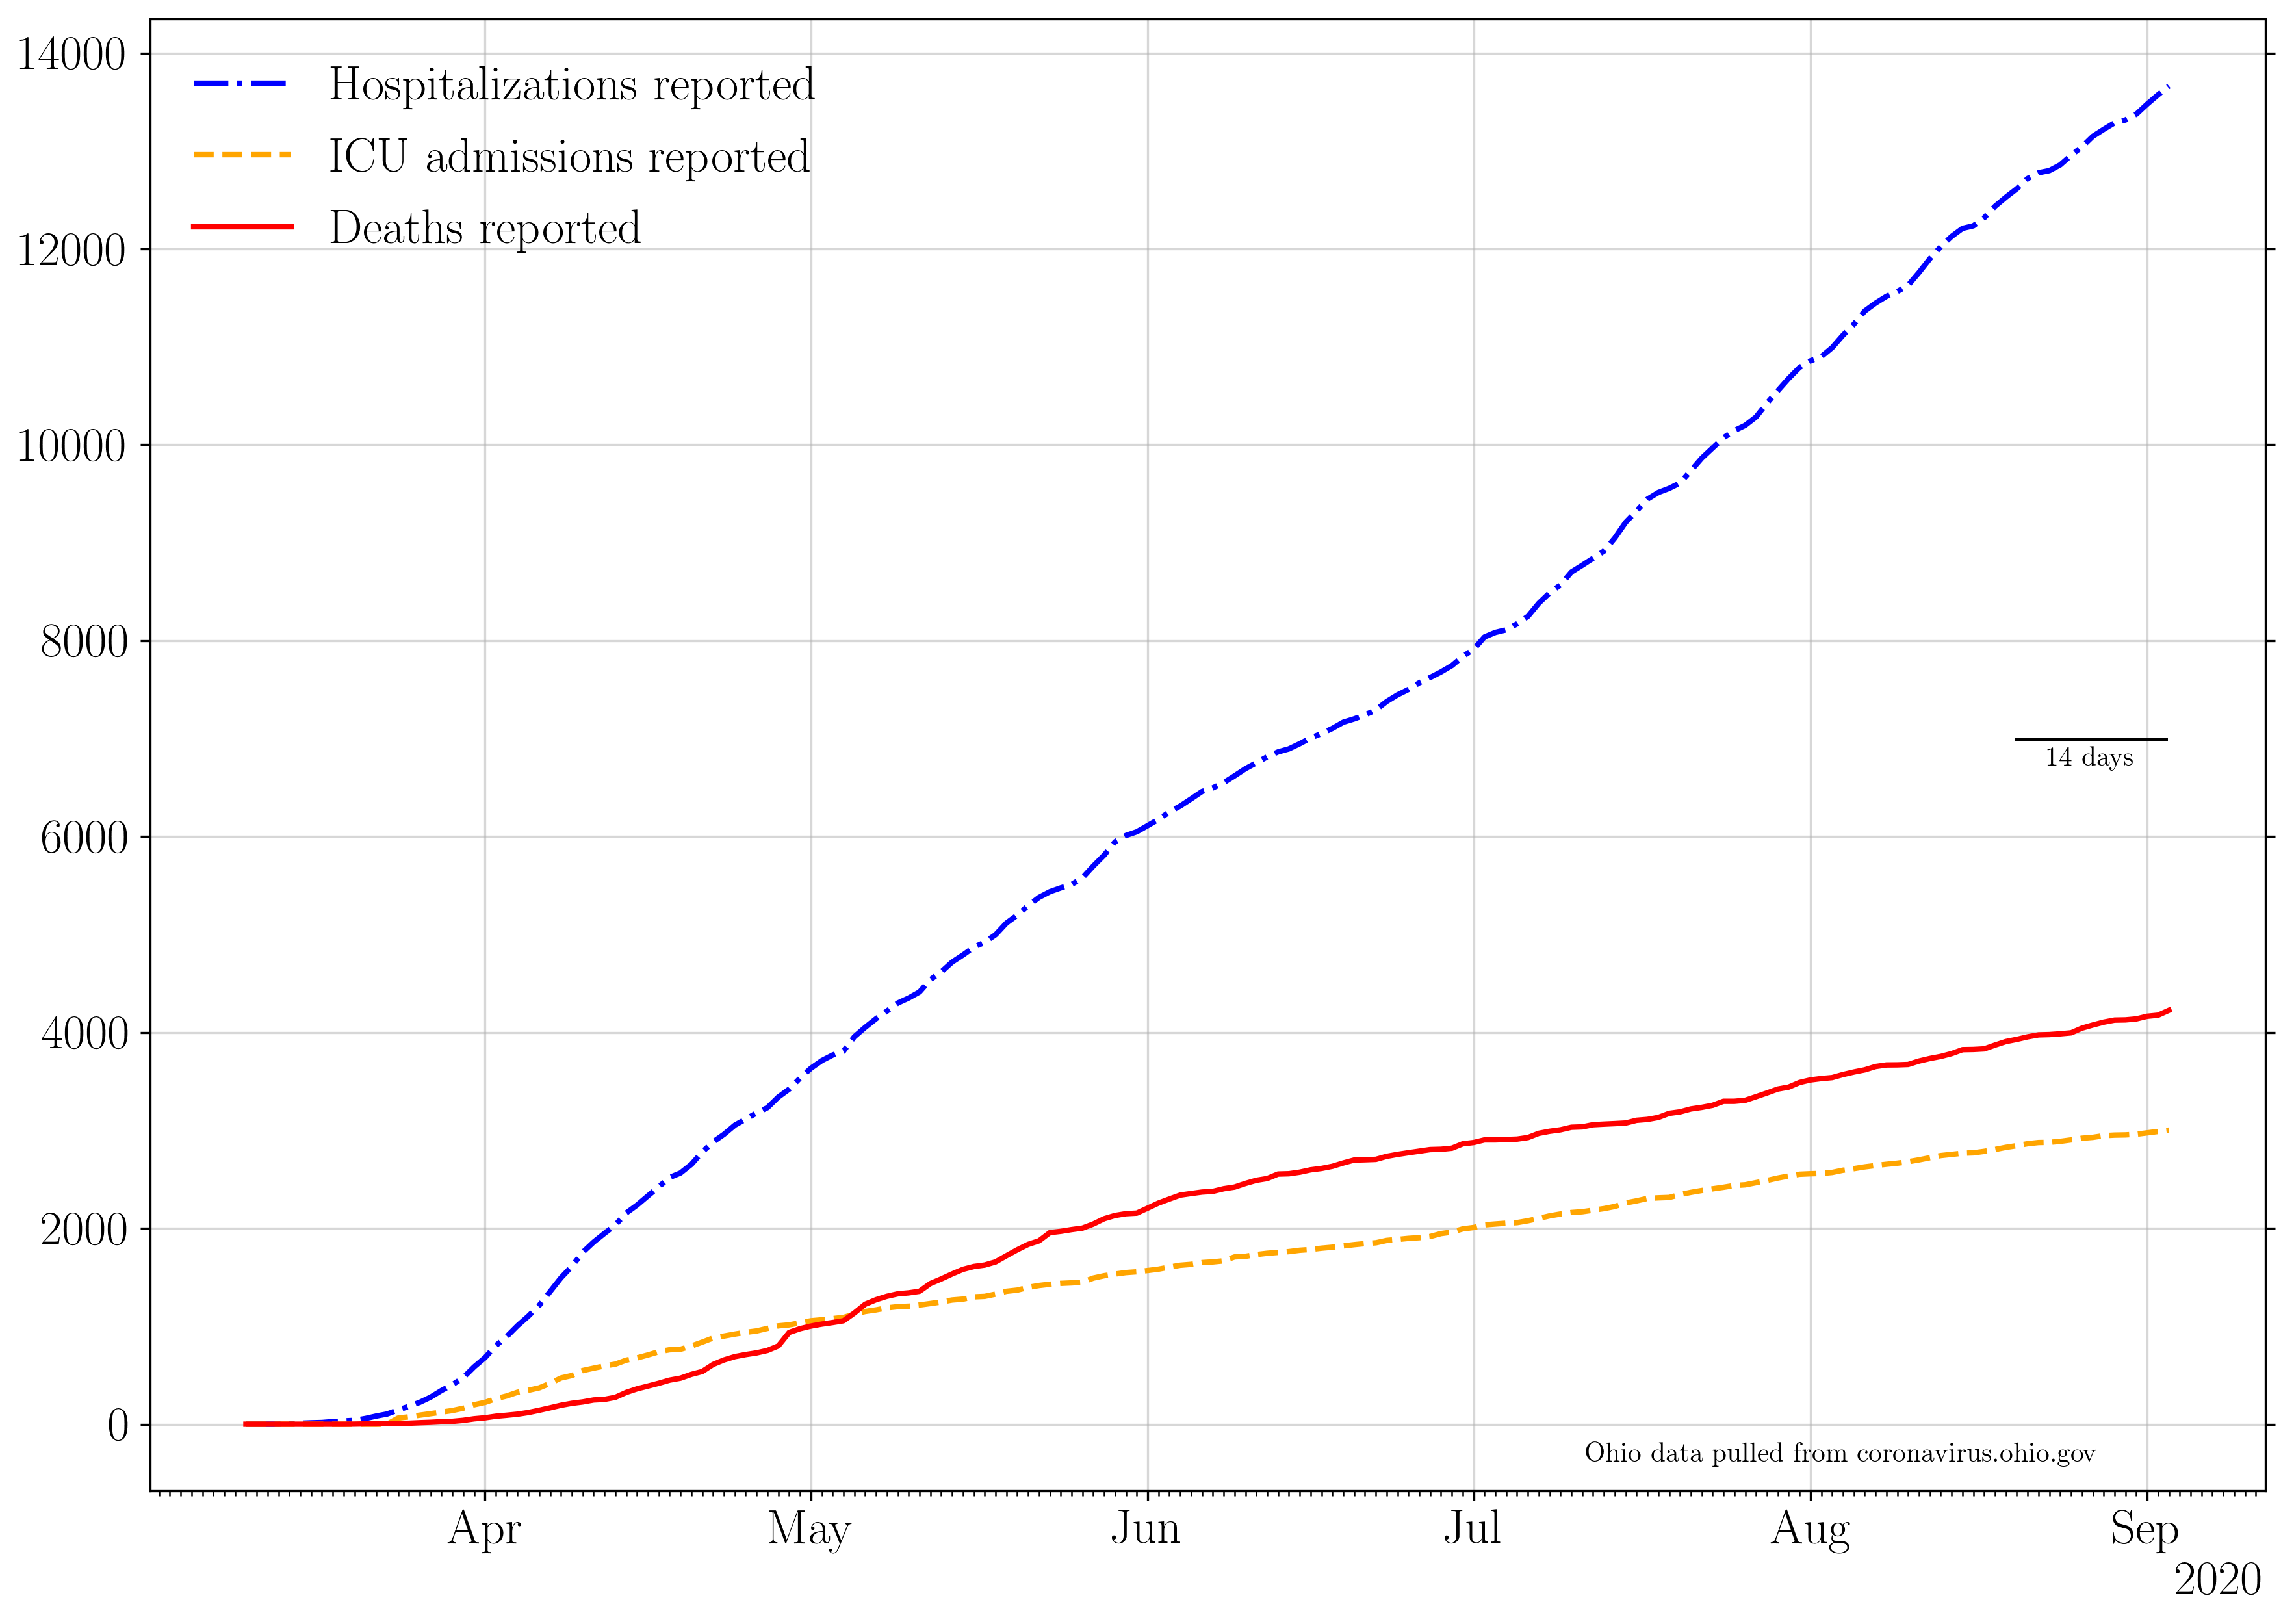 14000
Hospitalizations reported
ICU admissions reported
Deaths reported
12000
10000
8000
14 days
6000
4000
2000
0
Ohio data pulled from coronavirus.ohio.gov
Apr May Jun Jul Aug Sep
2020